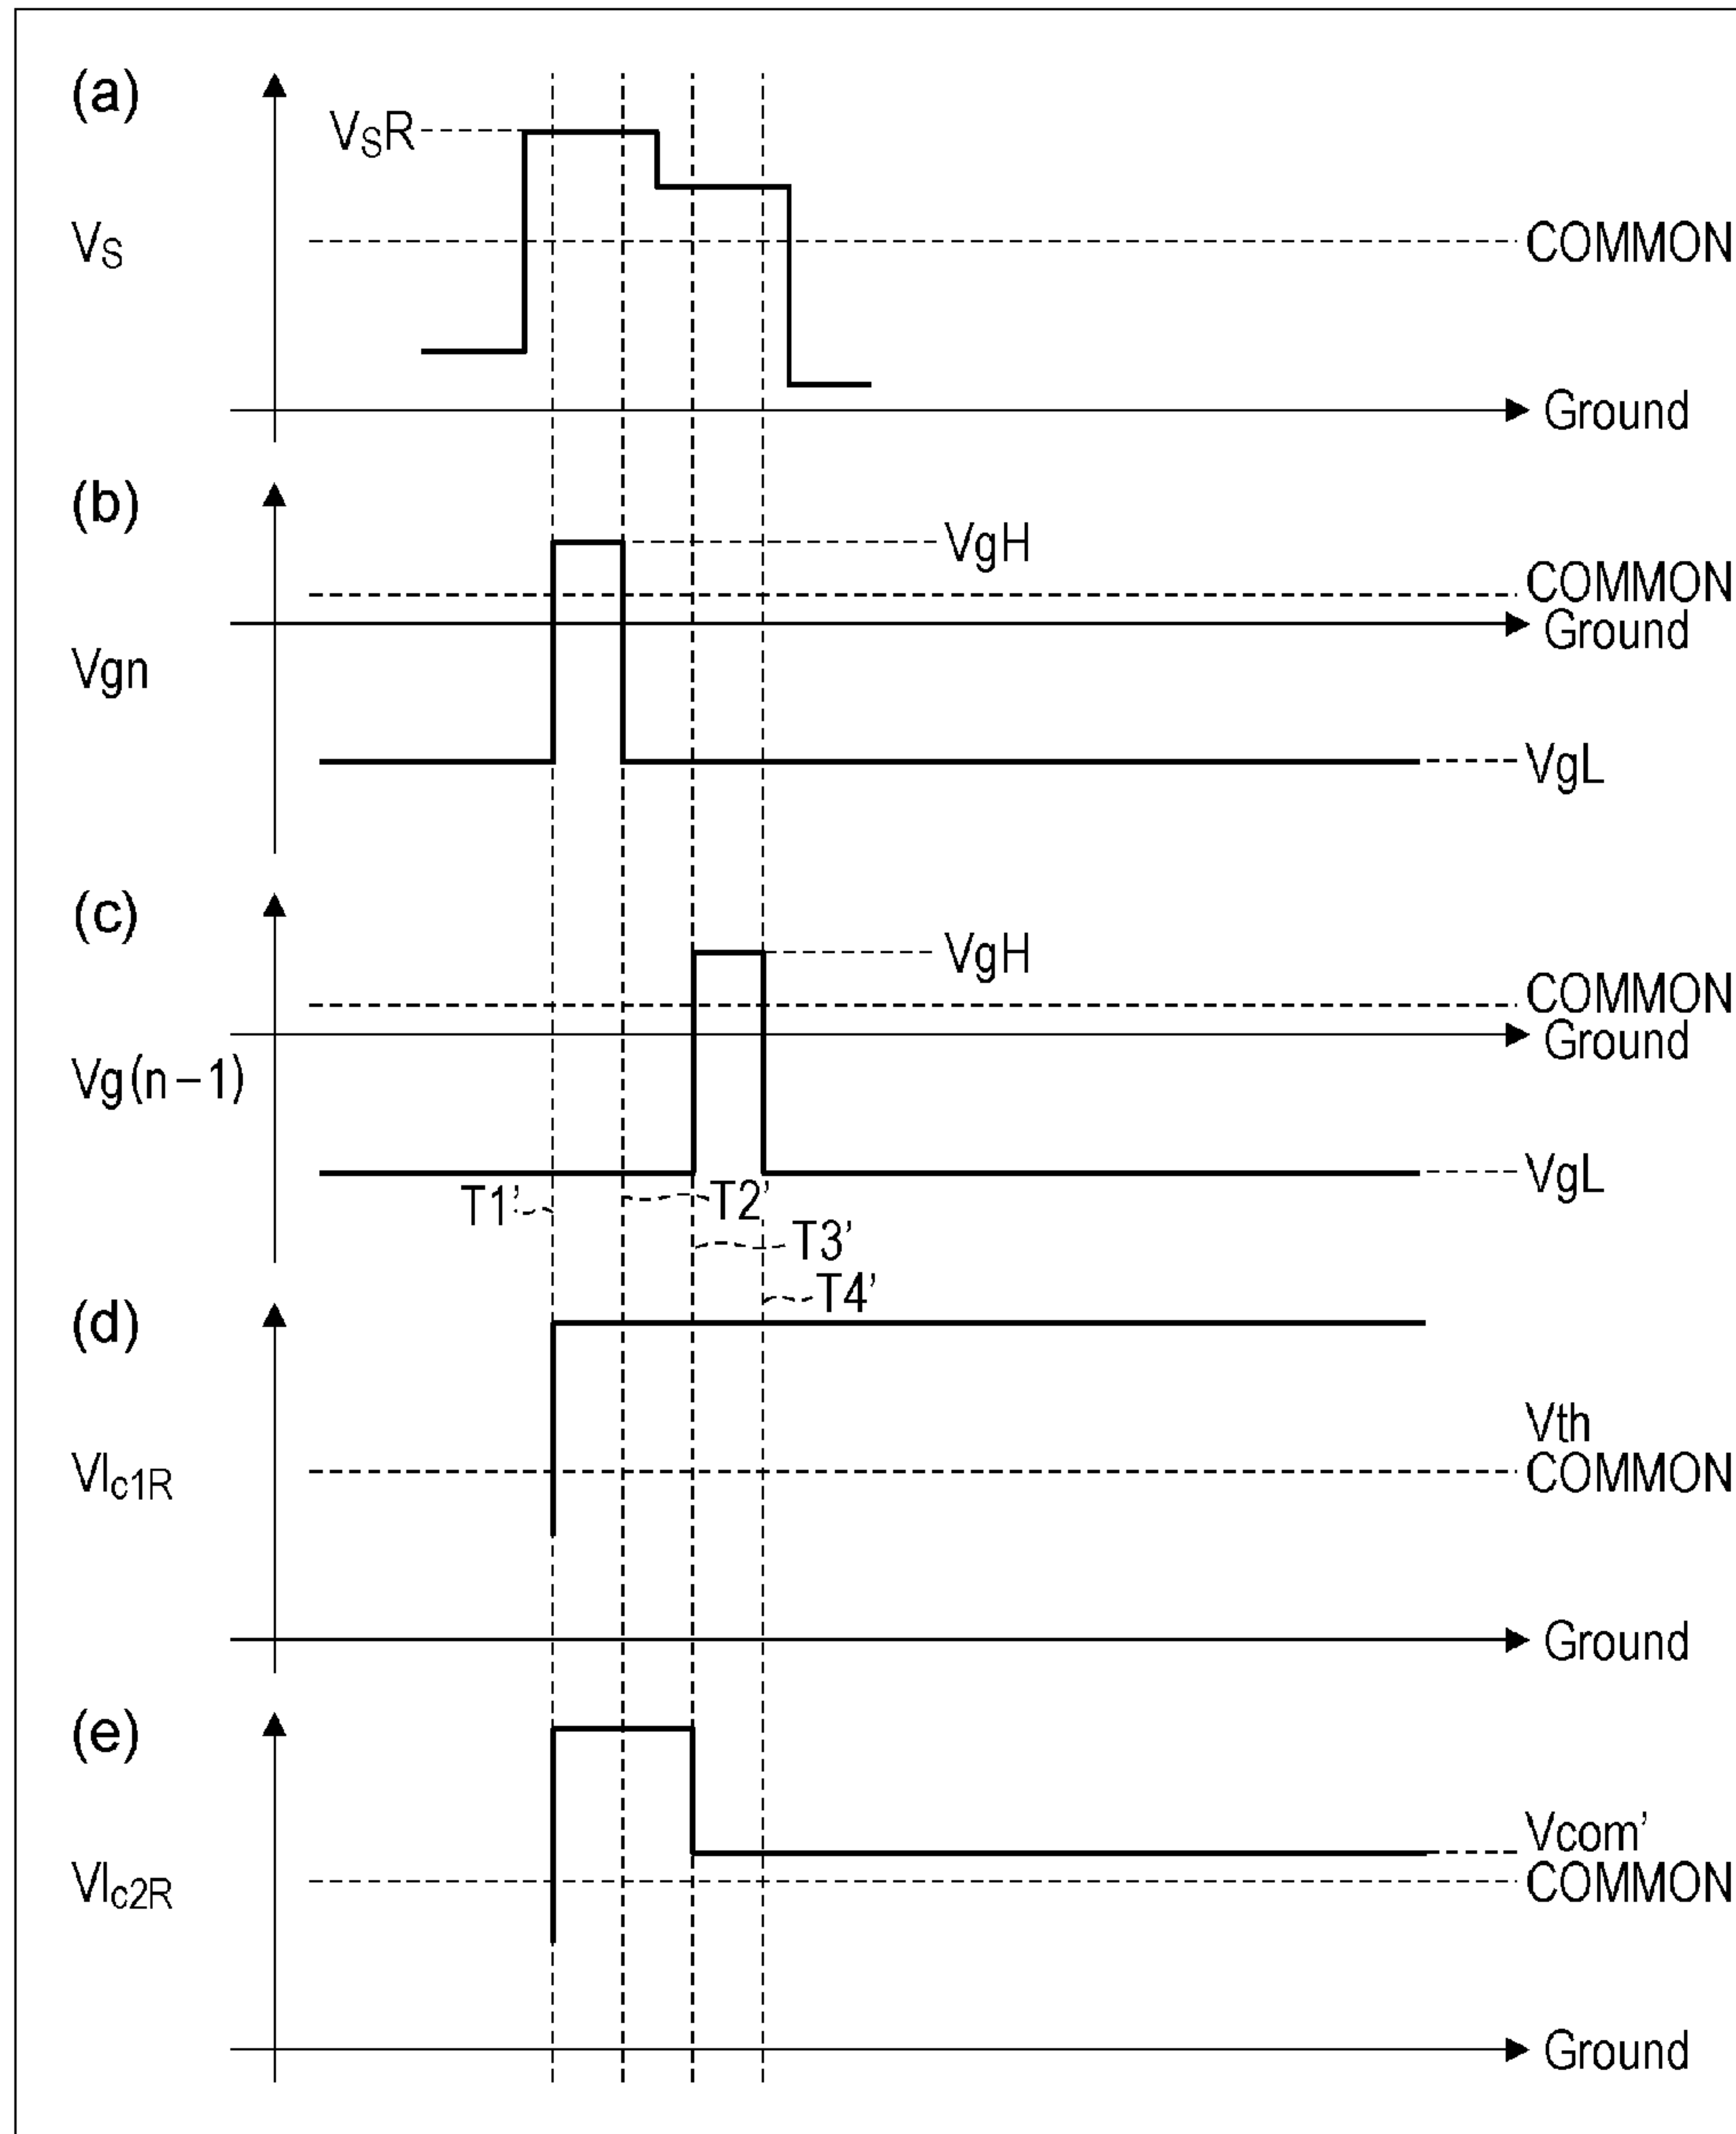 (a)
VSR
VS
COMMON
Ground
(b)
VgH
COMMON
Ground
Vgn
VgL
(c)
VgH
COMMON
Ground
Vg(n−1)
VgL
T1’
T2’
T3’
T4’
(d)
Vth
COMMON
Vlc1R
Ground
(e)
Vcom’
COMMON
Vlc2R
Ground